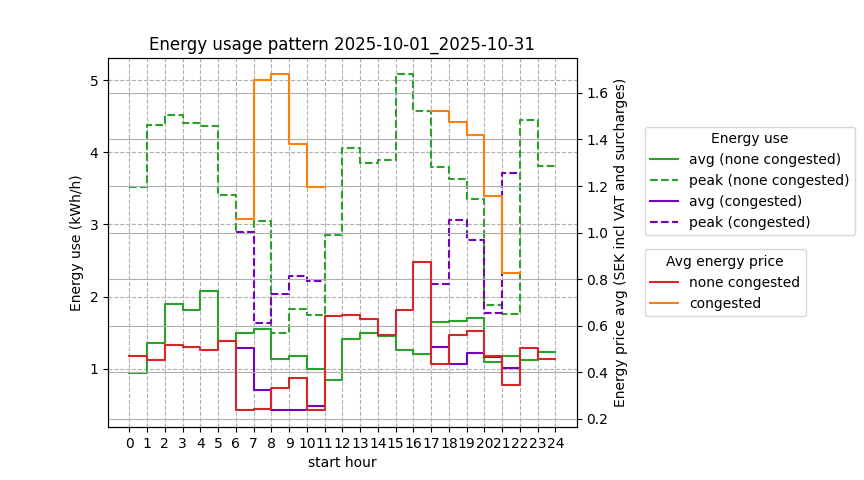 Energy usage pattern 2025-10-01_2025-10-31
Energy use (kWh/h)
5
4
3
2
1
0 1 2 3 4 5 6 7 8 9 10 11 12 13 14 15 16 17 18 19 20 21 22 23 24
start hour
1.6
1.4
1.2
1.0
0.8
0.6
0.4
0.2
Energy price avg (SEK incl VAT and surcharges)
Energy use
avg (none congested)
peak (none congested)
avg (congested)
peak (congested)
Avg energy price
none congested
congested